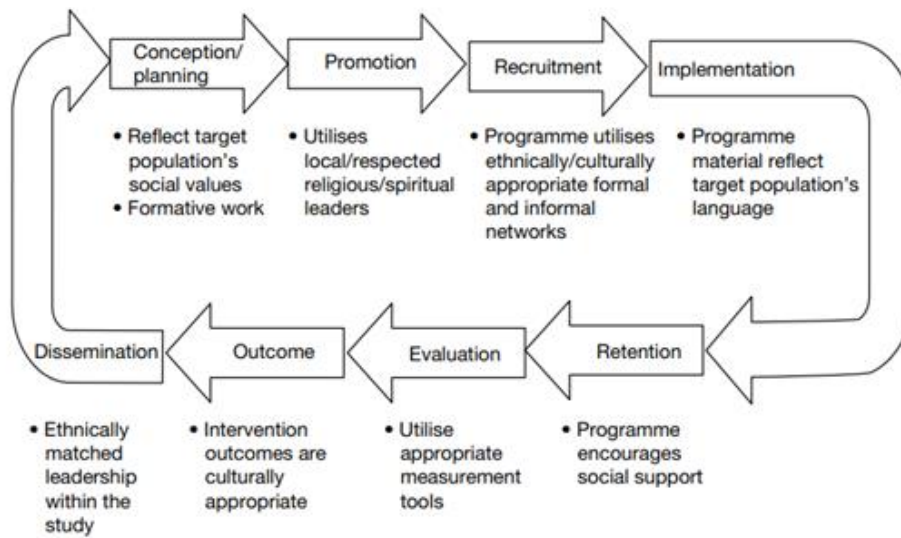 Conception/
planning
Promotion
Recruitment
Implementation
• Reflect target
population's
social values
• Formative work
• Utilises
local/respected
religious/spiritual
leaders
• Programme utilises
ethnically/culturally
appropriate formal
and informal
networks
• Programme
material reflect
target population's
language
Dissemination
Outcome
Evaluation
Retention
• Ethnically
matched
leadership
within the
study
• Intervention
outcomes are
culturally
appropriate
• Utilise
appropriate
measurement
tools
• Programme
encourages
social support